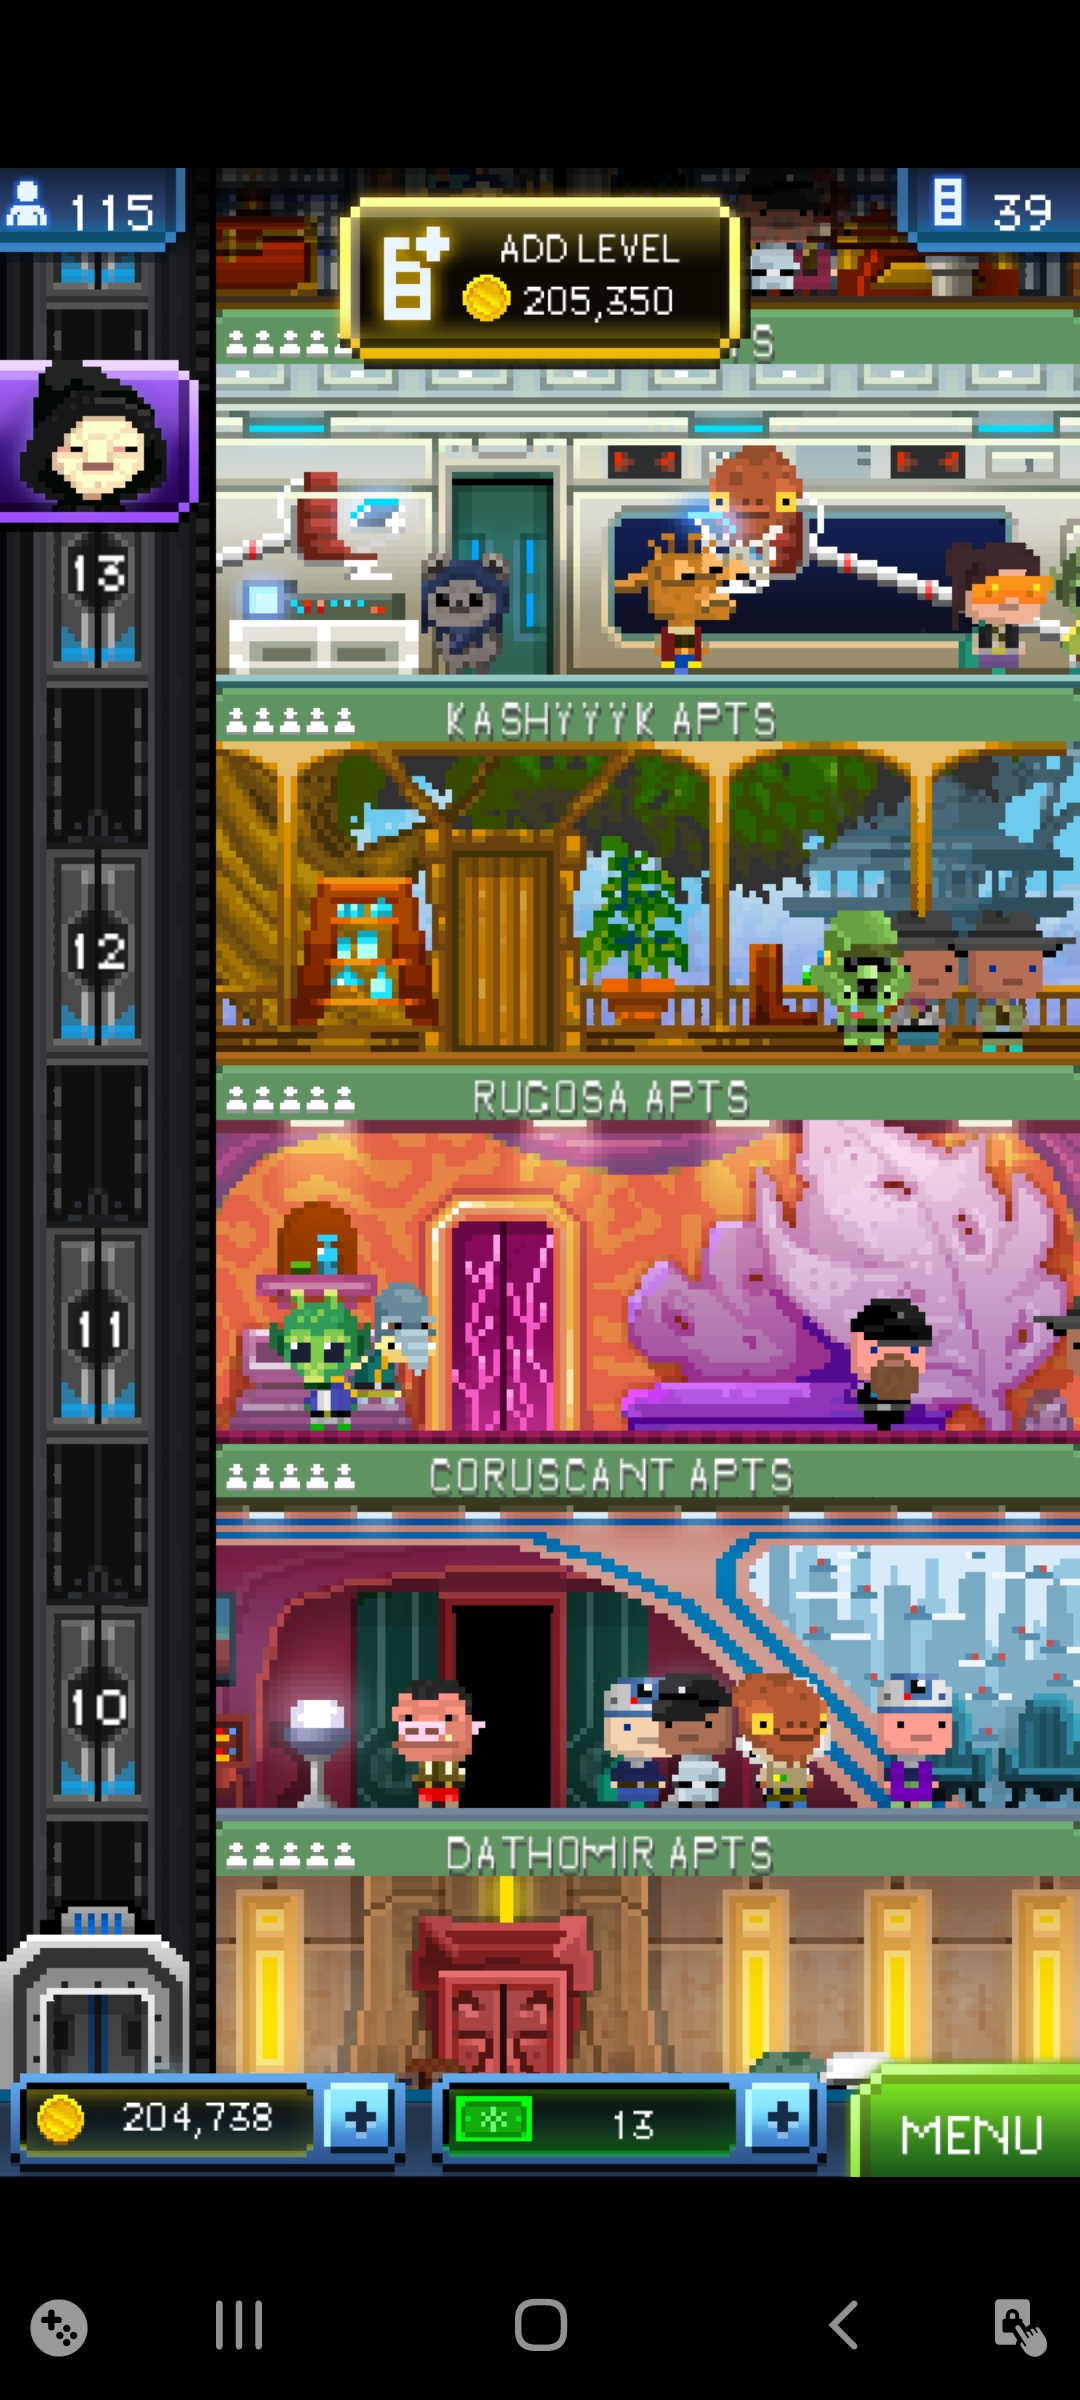 115
ADD LEVEL
205,350
39
S
13
KASHYYYK APTS
12
RUGOSA APTS
11
CORUSCANT APTS
10
DATHOMIR APTS
204,738
13
MENU